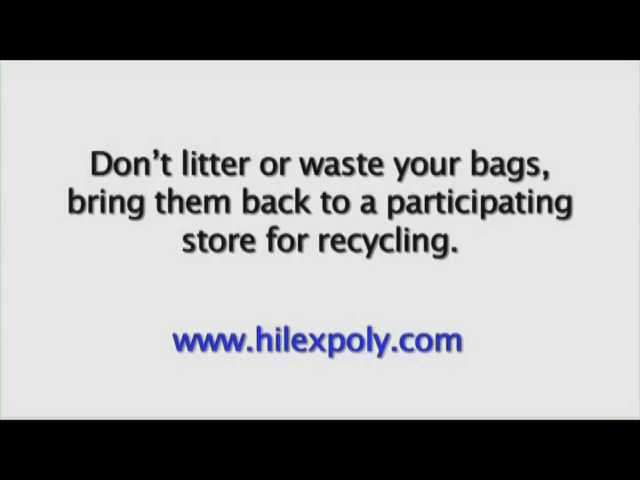 Don't litter or waste your bags,
bring them back to a participating
store for recycling.
www.hilexpoly.com